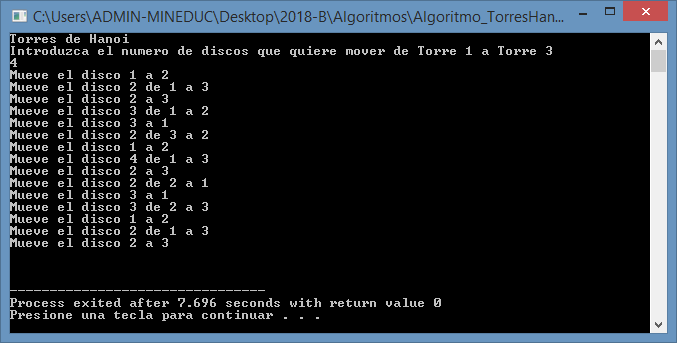 C:\Users\ADMIN-MINEDUC\Desktop\2018-B\Algoritmos\Algoritmo_TorresHan...
Torres de Hanoi
Introduzca el numero de discos que quiere mover de Torre 1 a Torre 3
4
Mueve el disco 1 a 2
Mueve el disco 2 de 1 a 3
Mueve el disco 2 a 3
Mueve el disco 3 de 1 a 2
Mueve el disco 3 a 1
Mueve el disco 2 de 3 a 2
Mueve el disco 1 a 2
Mueve el disco 4 de 1 a 3
Mueve el disco 2 a 3
Mueve el disco 2 de 2 a 1
Mueve el disco 3 a 1
Mueve el disco 3 de 2 a 3
Mueve el disco 1 a 2
Mueve el disco 2 de 1 a 3
Mueve el disco 2 a 3
--------------------------------
Process exited after 7.696 seconds with return value 0
Presione una tecla para continuar . . .